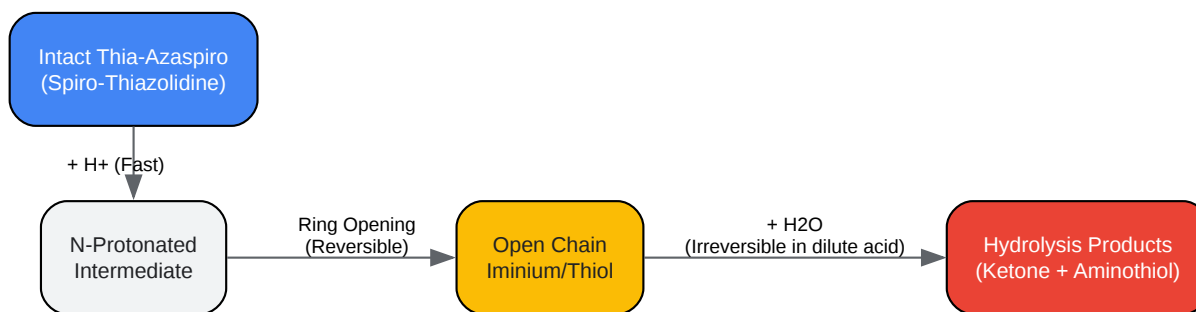 Intact Thia-Azaspiro
(Spiro-Thiazolidine)
+ H+ (Fast)
N-Protonated
Intermediate
Ring Opening
(Reversible)
Open Chain
Iminium/Thiol
+ H2O
(Irreversible in dilute acid)
Hydrolysis Products
(Ketone + Aminothiol)